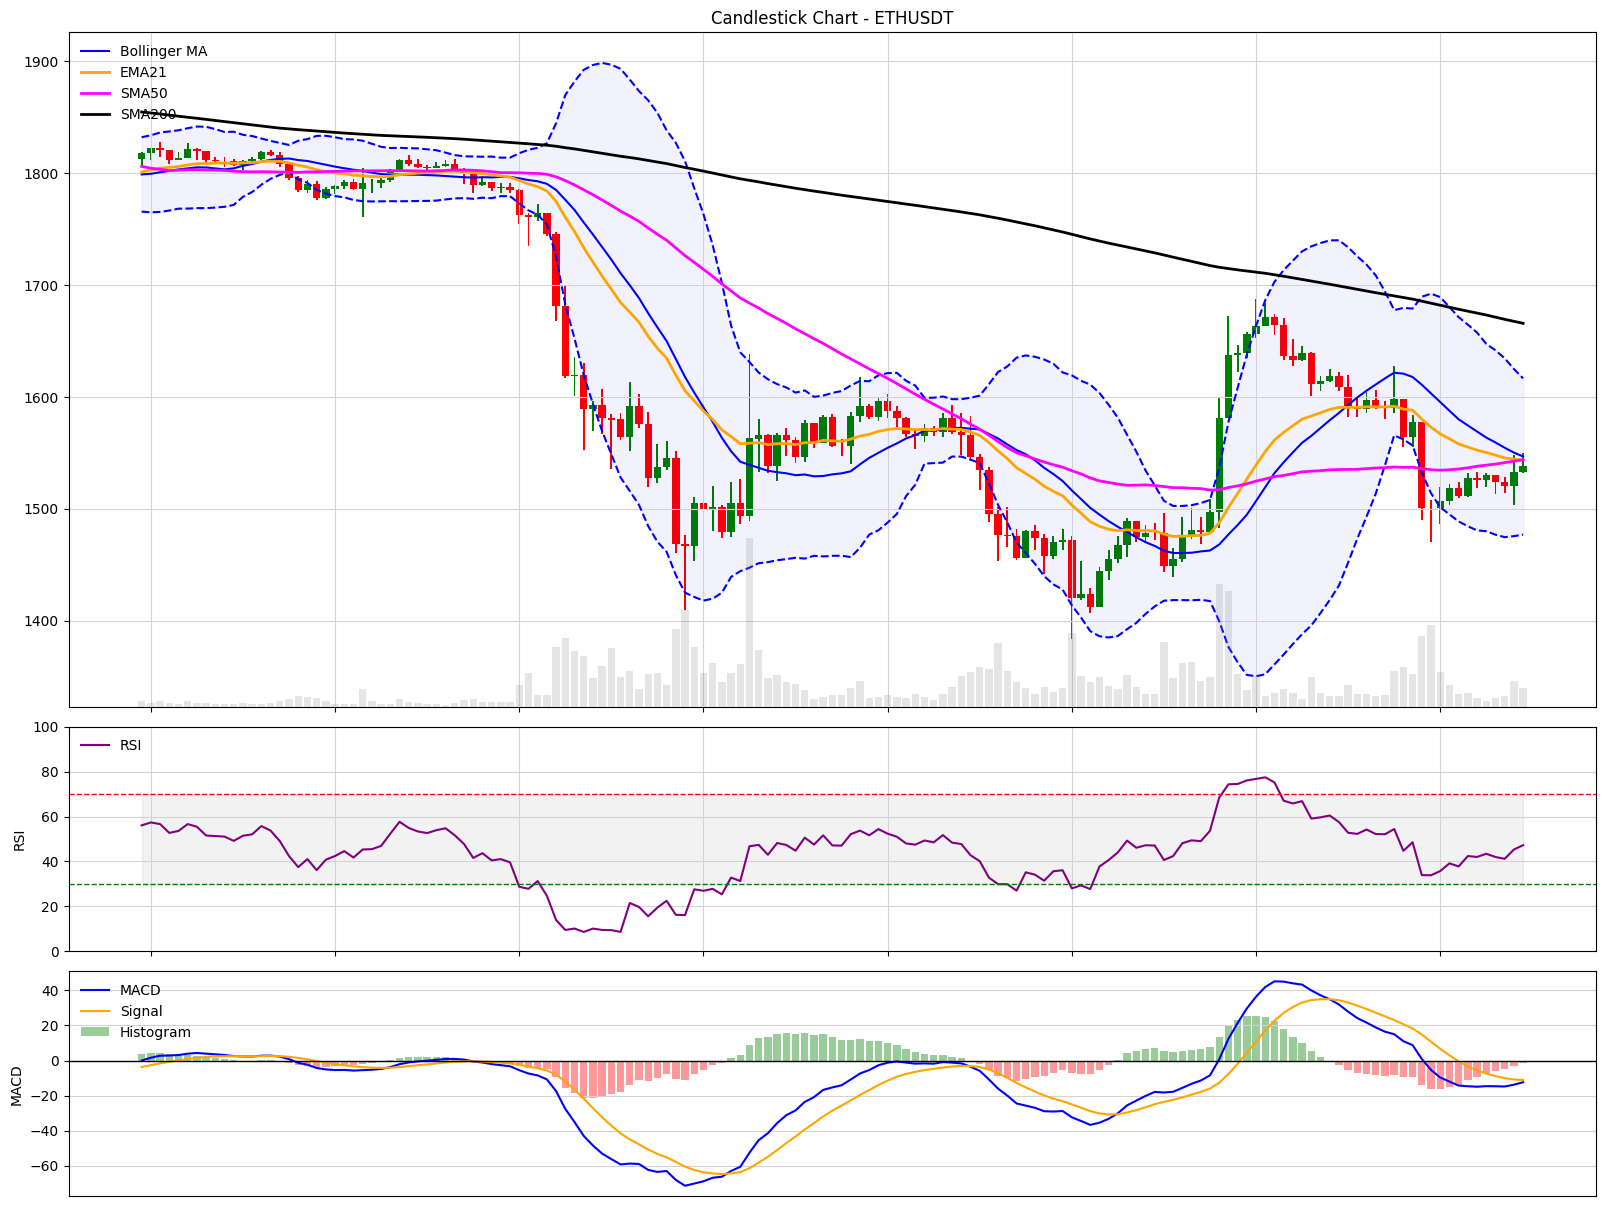 Candlestick Chart - ETHUSDT
Bollinger MA
EMA21
SMA50
SMA200
1900
1800
1700
1600
1500
1400
RSI
100
80
60
40
20
0
RSI
MACD
Signal
Histogram
40
20
0
−20
−40
−60
MACD